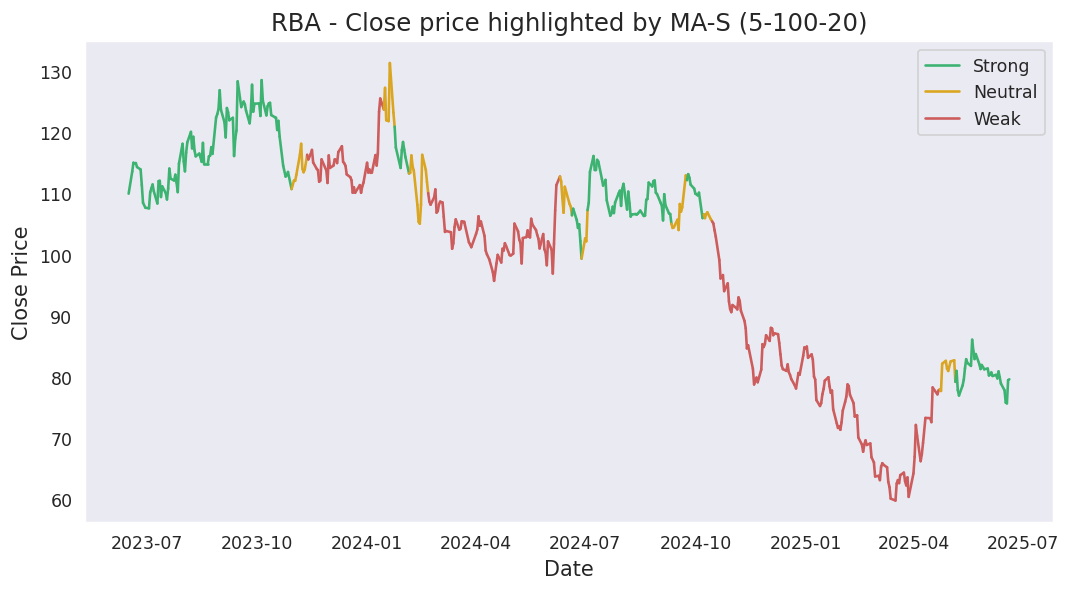 RBA - Close price highlighted by MA-S (5-100-20)
Strong
Neutral
Weak
Close Price
130
120
110
100
90
80
70
60
2023-07 2023-10 2024-01 2024-04 2024-07 2024-10 2025-01 2025-04 2025-07
Date